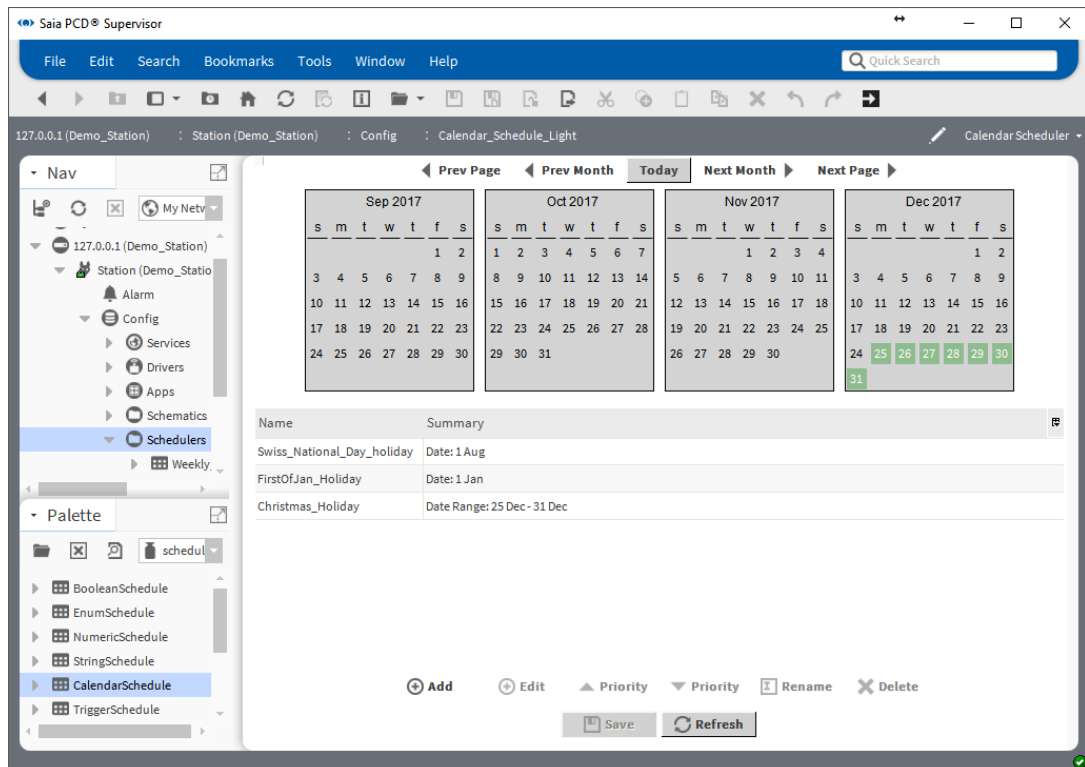 Saia PCD® Supervisor
File Edit Search Bookmarks Tools Window Help Quick Search
127.0.0.1 (Demo_Station) : Station (Demo_Station) : Config : Calendar_Schedule_Light Calendar Scheduler
Nav
My Netw
127.0.0.1 (Demo_Station)
Station (Demo_Statio
Alarm
Config
Services
Drivers
Apps
Schematics
Schedulers
Weekly_
Palette
schedul
BooleanSchedule
EnumSchedule
NumericSchedule
StringSchedule
CalendarSchedule
TriggerSchedule
Prev Page Prev Month Today Next Month Next Page
Sep 2017
s m t w t f s
1 2
3 4 5 6 7 8 9
10 11 12 13 14 15 16
17 18 19 20 21 22 23
24 25 26 27 28 29 30
Oct 2017
s m t w t f s
1 2 3 4 5 6 7
8 9 10 11 12 13 14
15 16 17 18 19 20 21
22 23 24 25 26 27 28
29 30 31
Nov 2017
s m t w t f s
1 2 3 4
5 6 7 8 9 10 11
12 13 14 15 16 17 18
19 20 21 22 23 24 25
26 27 28 29 30
Dec 2017
s m t w t f s
1 2
3 4 5 6 7 8 9
10 11 12 13 14 15 16
17 18 19 20 21 22 23
24 25 26 27 28 29 30
31
Name Summary
Swiss_National_Day_holiday Date: 1 Aug
FirstOfJan_Holiday Date: 1 Jan
Christmas_Holiday Date Range: 25 Dec - 31 Dec
Add Edit Priority Priority Rename Delete
Save Refresh